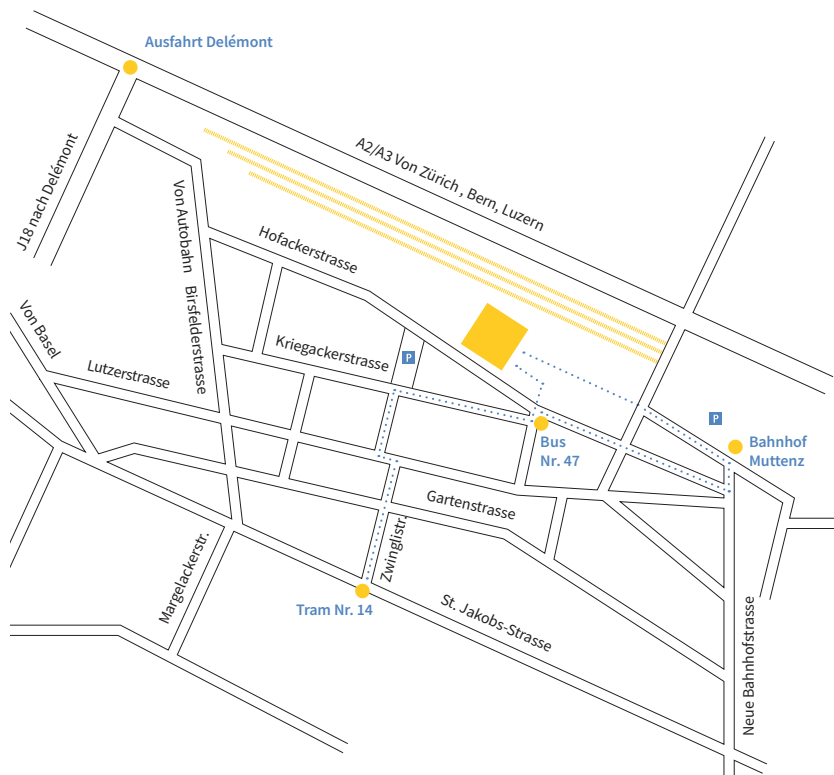 Ausfahrt Delémont
A2/A3 Von Zürich , Bern, Luzern
J18 nach Delémont
Von Autobahn
Birsfelderstrasse
Hofackerstrasse
Von Basel
Lutzerstrasse
Kriegackerstrasse
P
P
Bus
Nr. 47
Bahnhof
Muttenz
Gartenstrasse
Zwinglistr.
Margelackerstr.
Tram Nr. 14
St. Jakobs-Strasse
Neue Bahnhofstrasse